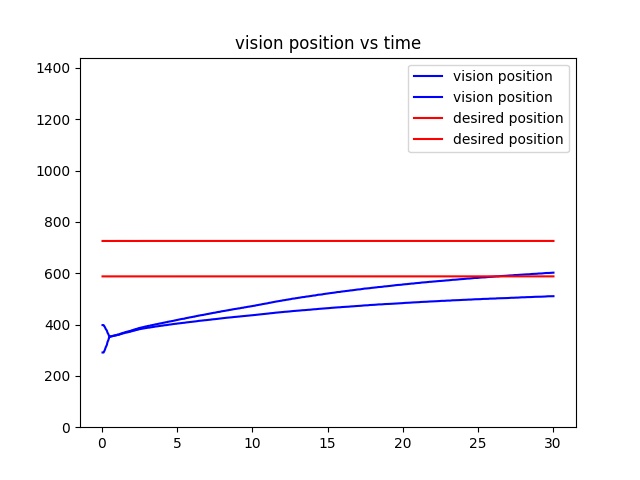 vision position vs time
1400
1200
1000
800
600
400
200
0
vision position
vision position
desired position
desired position
0 5 10 15 20 25 30